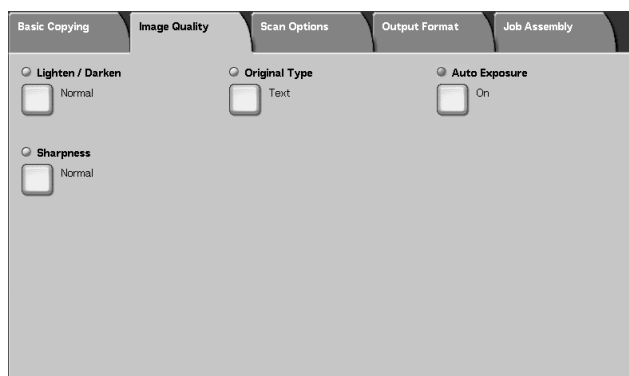 Basic Copying Image Quality Scan Options Output Format Job Assembly
Lighten / Darken Original Type Auto Exposure
Normal Text On
Sharpness
Normal